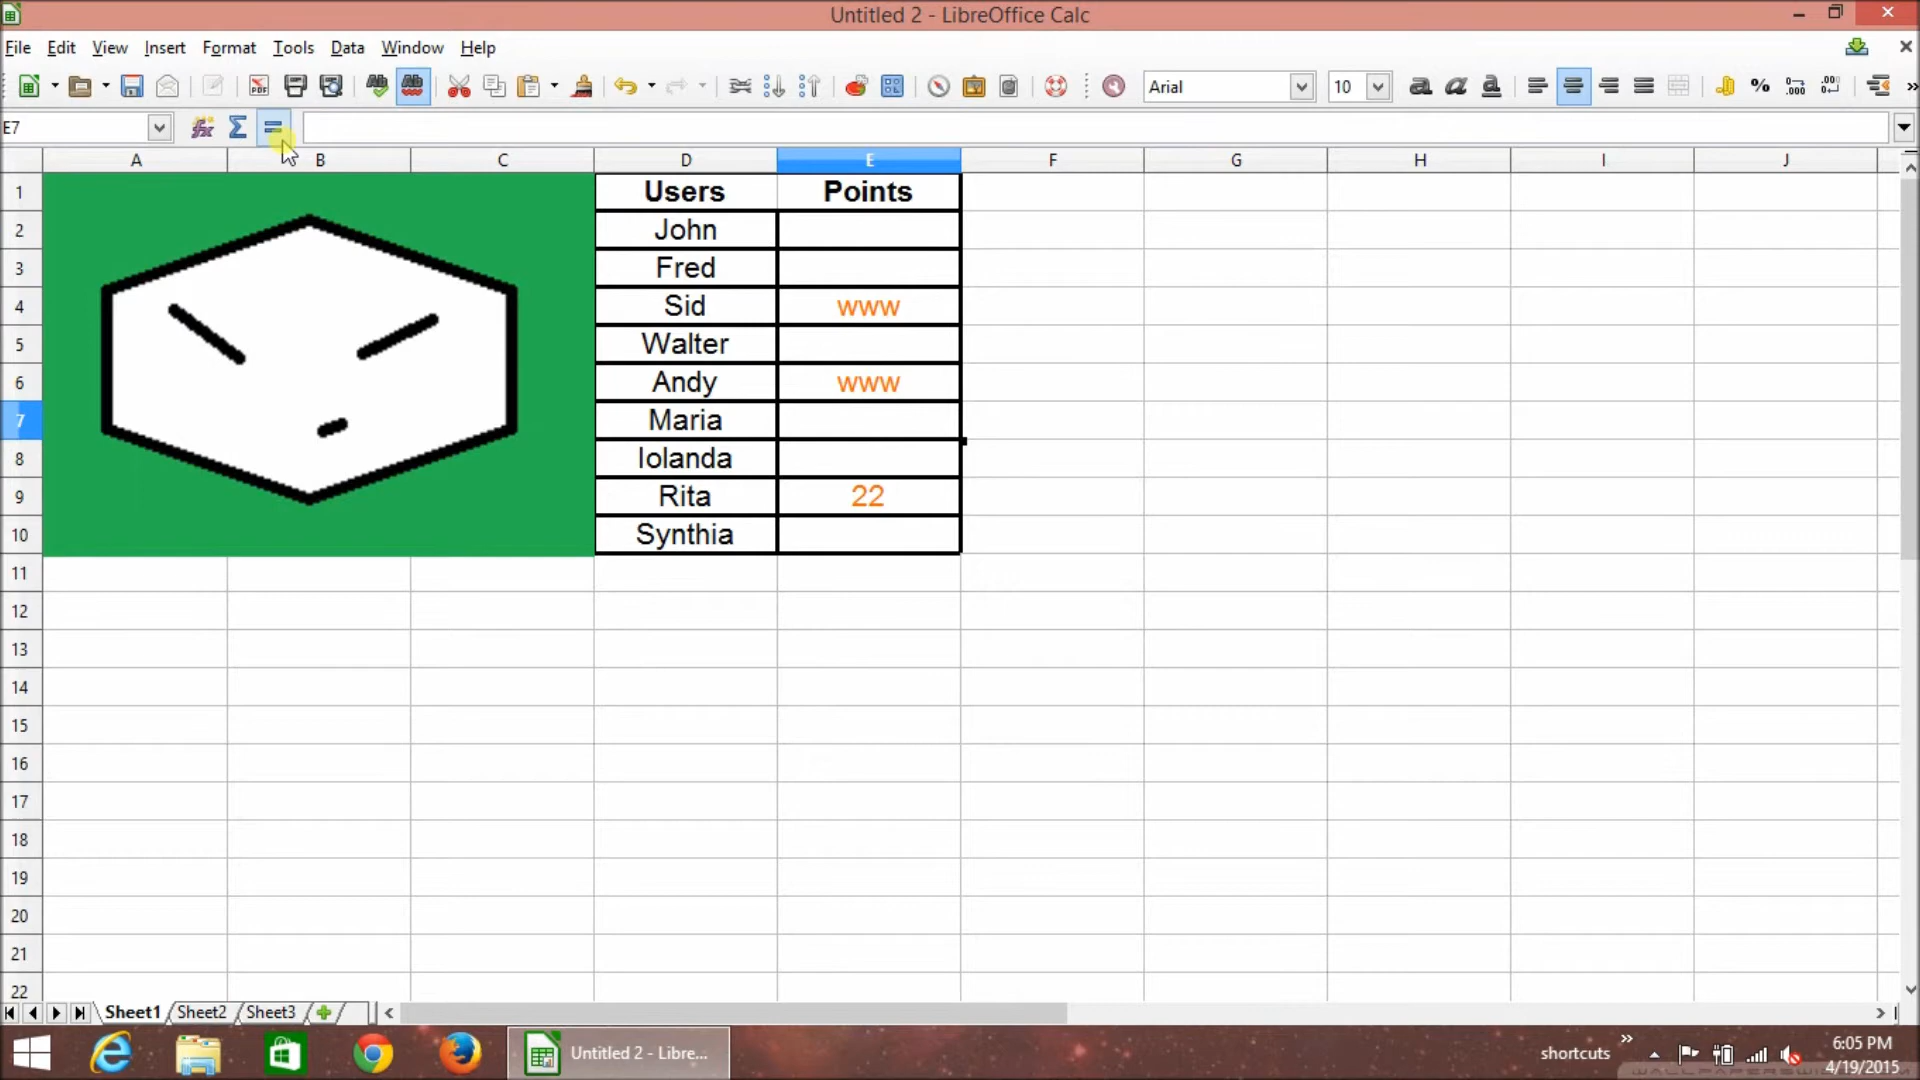 Untitled 2 - LibreOffice Calc
File Edit View Insert Format Tools Data Window Help
Arial 10
E7
A B C D E F G H I J
1 Users Points
2 John
3 Fred
4 Sid www
5 Walter
6 Andy www
7 Maria
8 Iolanda
9 Rita 22
10 Synthia
11
12
13
14
15
16
17
18
19
20
21
22
Sheet1 Sheet2 Sheet3
Untitled 2 - Libre...
shortcuts
6:05 PM
4/19/2015